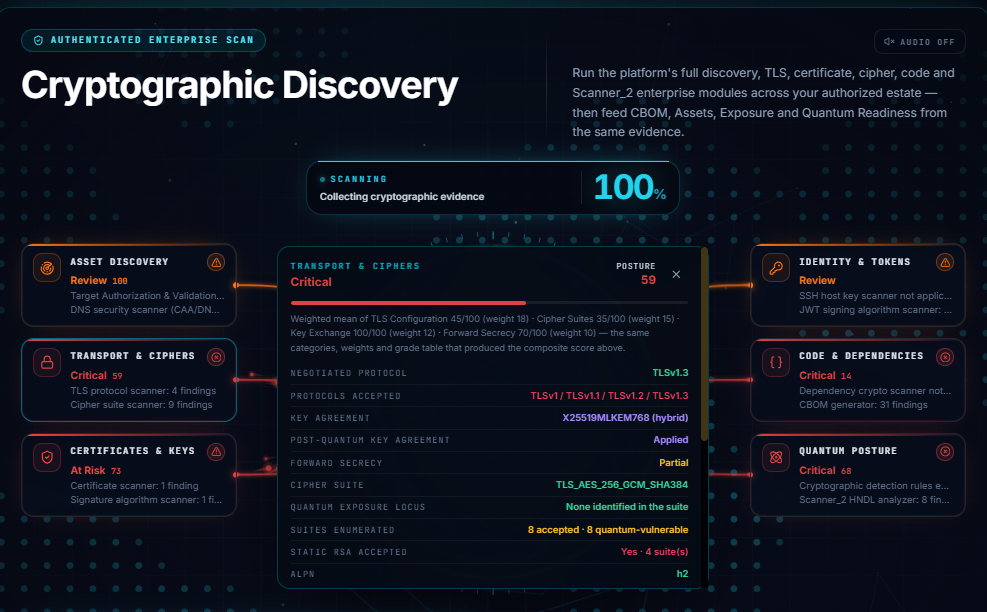 AUTHENTICATED ENTERPRISE SCAN
AUDIO OFF
Cryptographic Discovery
Run the platform's full discovery, TLS, certificate, cipher, code and
Scanner_2 enterprise modules across your authorized estate —
then feed CBOM, Assets, Exposure and Quantum Readiness from
the same evidence.
SCANNING
Collecting cryptographic evidence
100%
ASSET DISCOVERY
Review 100
Target Authorization & Validation...
DNS security scanner (CAA/DN...
TRANSPORT & CIPHERS
Critical 59
TLS protocol scanner: 4 findings
Cipher suite scanner: 9 findings
CERTIFICATES & KEYS
At Risk 73
Certificate scanner: 1 finding
Signature algorithm scanner: 1 fi...
TRANSPORT & CIPHERS
Critical
POSTURE
59
Weighted mean of TLS Configuration 45/100 (weight 18) · Cipher Suites 35/100 (weight 15) ·
Key Exchange 100/100 (weight 12) · Forward Secrecy 70/100 (weight 10) — the same
categories, weights and grade table that produced the composite score above.
NEGOTIATED PROTOCOL TLSv1.3
PROTOCOLS ACCEPTED TLSv1 / TLSv1.1 / TLSv1.2 / TLSv1.3
KEY AGREEMENT X25519MLKEM768 (hybrid)
POST-QUANTUM KEY AGREEMENT Applied
FORWARD SECRECY Partial
CIPHER SUITE TLS_AES_256_GCM_SHA384
QUANTUM EXPOSURE LOCUS None identified in the suite
SUITES ENUMERATED 8 accepted · 8 quantum-vulnerable
STATIC RSA ACCEPTED Yes · 4 suite(s)
ALPN h2
IDENTITY & TOKENS
Review
SSH host key scanner not applic...
JWT signing algorithm scanner: ...
CODE & DEPENDENCIES
Critical 14
Dependency crypto scanner not...
CBOM generator: 31 findings
QUANTUM POSTURE
Critical 68
Cryptographic detection rules e...
Scanner_2 HNDL analyzer: 8 fin...